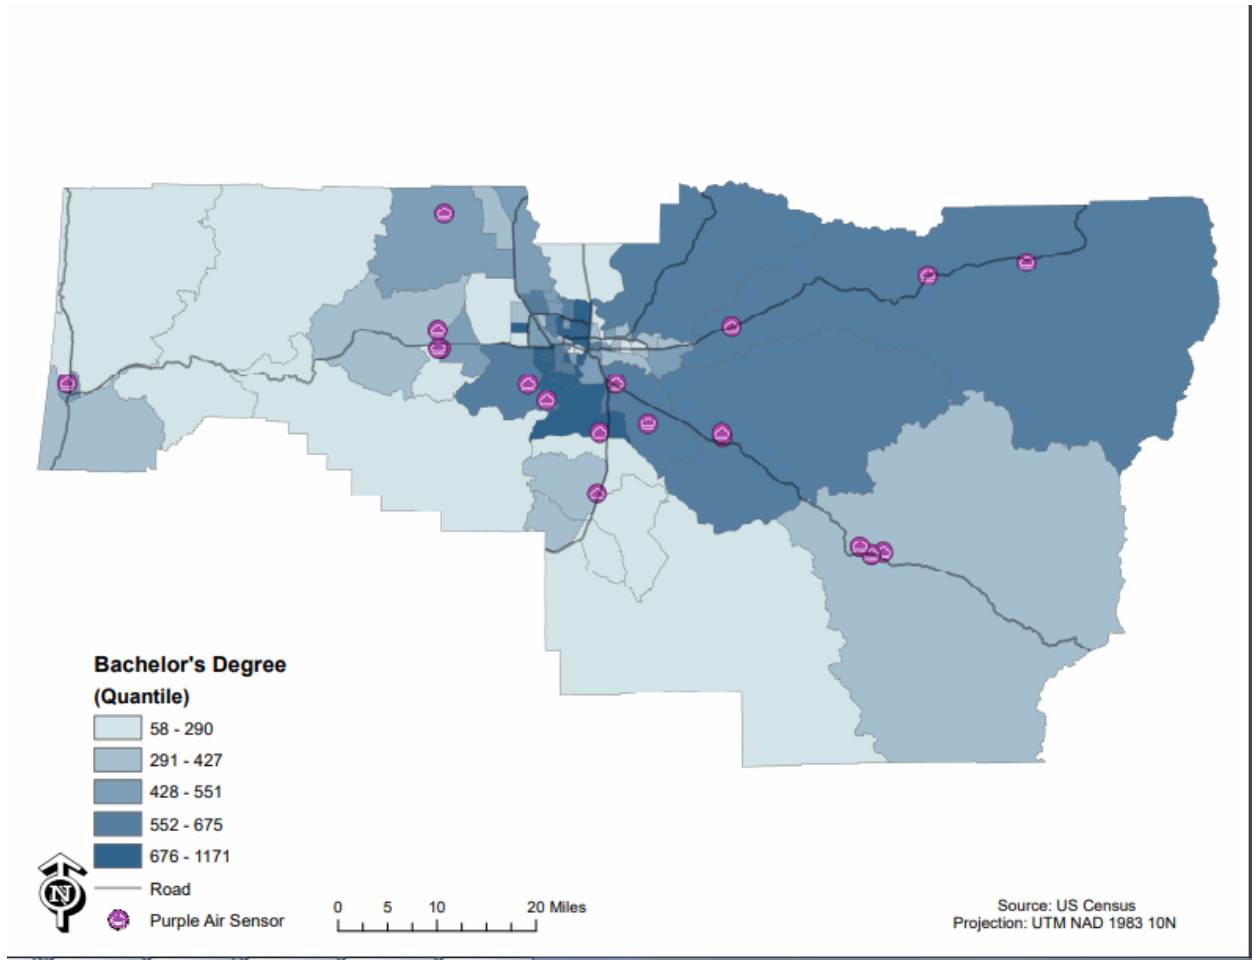 Bachelor's Degree
(Quantile)
58 - 290
291 - 427
428 - 551
552 - 675
676 - 1171
Road
Purple Air Sensor
N
0 5 10 20 Miles
Source: US Census
Projection: UTM NAD 1983 10N